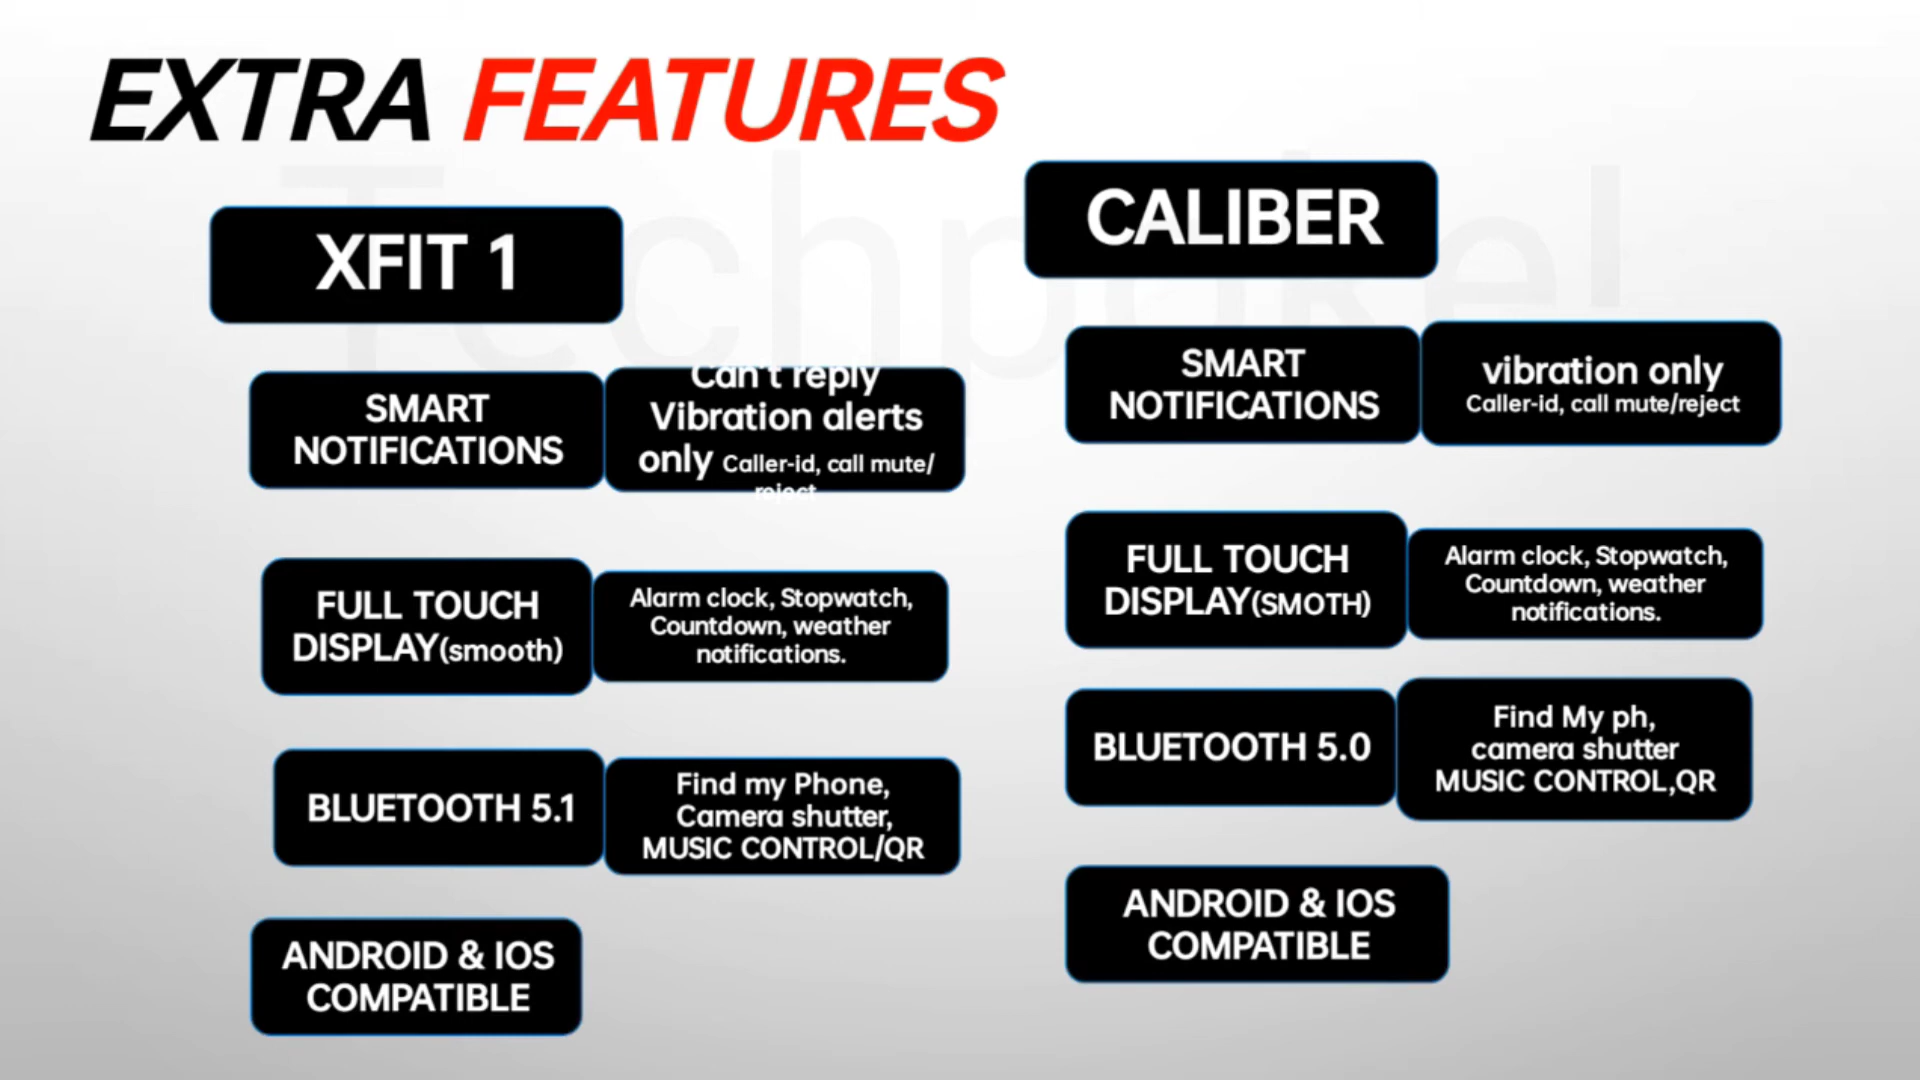 EXTRA FEATURES
XFIT 1
SMART
NOTIFICATIONS
Can't reply
Vibration alerts
only Caller-id, call mute/
reject
FULL TOUCH
DISPLAY(smooth)
Alarm clock, Stopwatch,
Countdown, weather
notifications.
BLUETOOTH 5.1
Find my Phone,
Camera shutter,
MUSIC CONTROL/QR
ANDROID & IOS
COMPATIBLE
CALIBER
SMART
NOTIFICATIONS
vibration only
Caller-id, call mute/reject
FULL TOUCH
DISPLAY(SMOTH)
Alarm clock, Stopwatch,
Countdown, weather
notifications.
BLUETOOTH 5.0
Find My ph,
camera shutter
MUSIC CONTROL,QR
ANDROID & IOS
COMPATIBLE